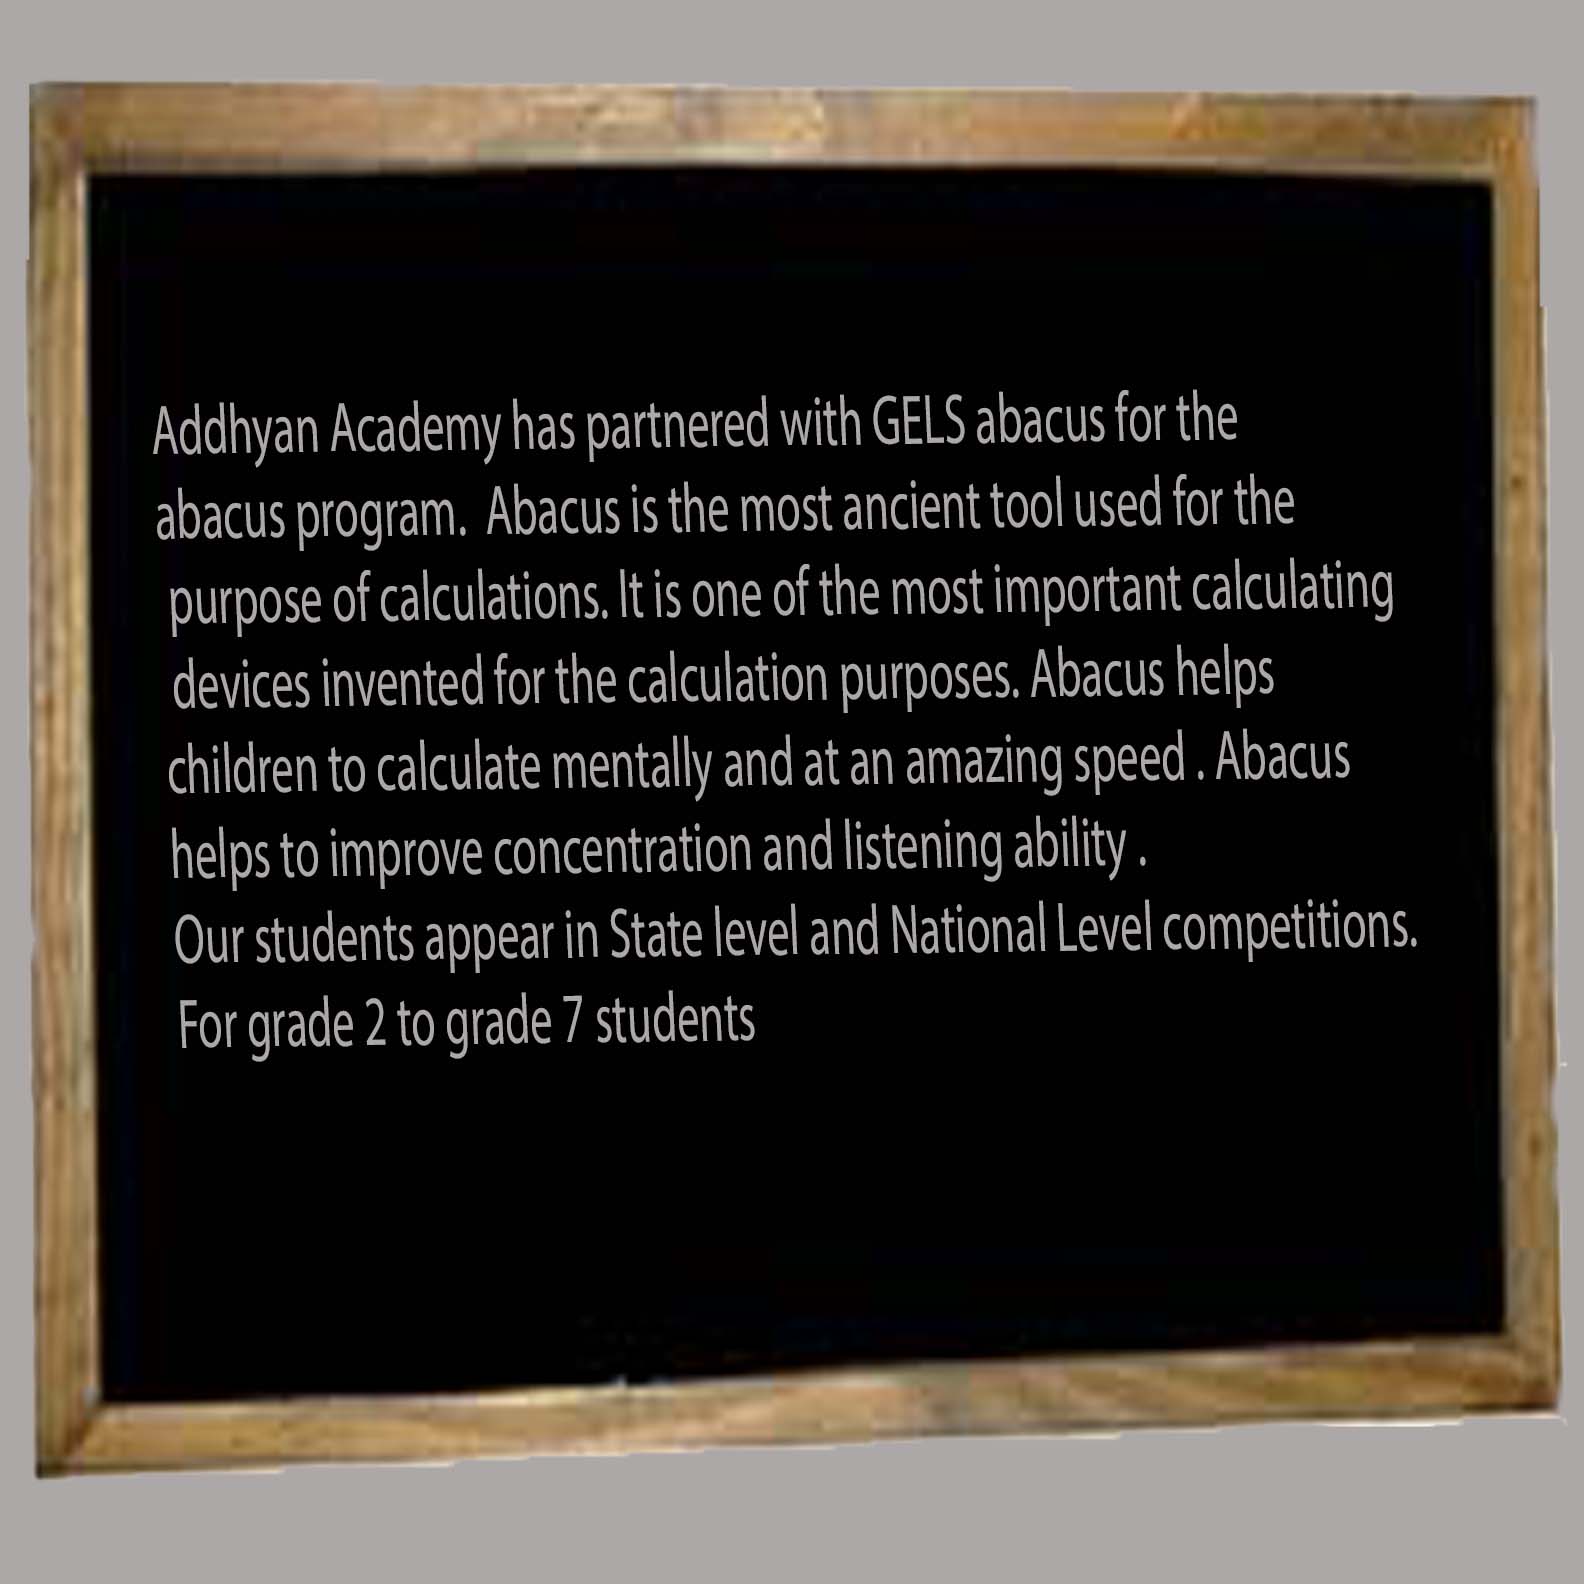 Addhyan Academy has partnered with GELS abacus for the
abacus program.  Abacus is the most ancient tool used for the
purpose of calculations. It is one of the most important calculating
devices invented for the calculation purposes. Abacus helps
children to calculate mentally and at an amazing speed . Abacus
helps to improve concentration and listening ability .
Our students appear in State level and National Level competitions.
For grade 2 to grade 7 students